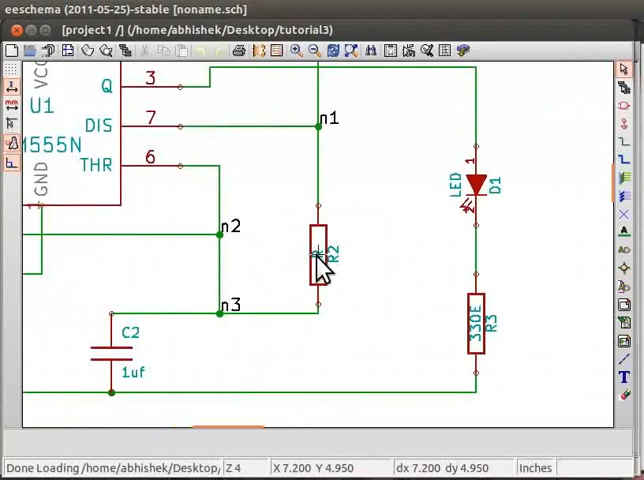 eeschema (2011-05-25)-stable [noname.sch]
[project1 /] (/home/abhishek/Desktop/tutorial3)
VCC
Q
3
U1
DIS
7
n1
M555N
THR
6
1
LED
D1
GND
2
n2
R
R2
n3
C2
330E
R3
1uf
Done Loading /home/abhishek/Desktop/
Z 4
X 7.200 Y 4.950
dx 7.200 dy 4.950
Inches